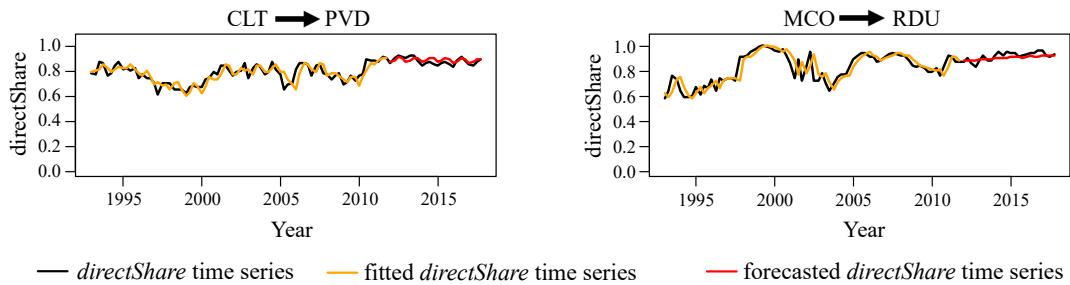 CLT → PVD
directShare
1.0
0.8
0.6
0.4
0.2
0.0
1995 2000 2005 2010 2015
Year
MCO → RDU
directShare
1.0
0.8
0.6
0.4
0.2
0.0
1995 2000 2005 2010 2015
Year
directShare time series fitted directShare time series forecasted directShare time series